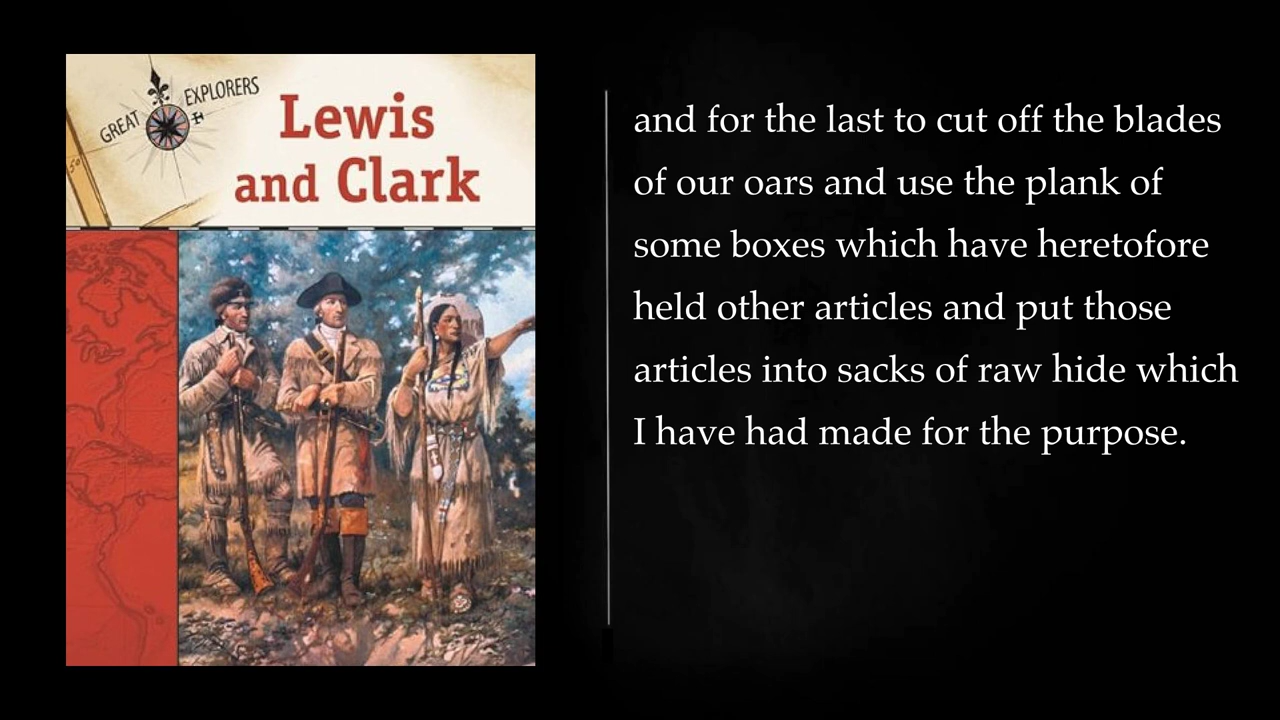 GREAT EXPLORERS
Lewis
and Clark
and for the last to cut off the blades
of our oars and use the plank of
some boxes which have heretofore
held other articles and put those
articles into sacks of raw hide which
I have had made for the purpose.